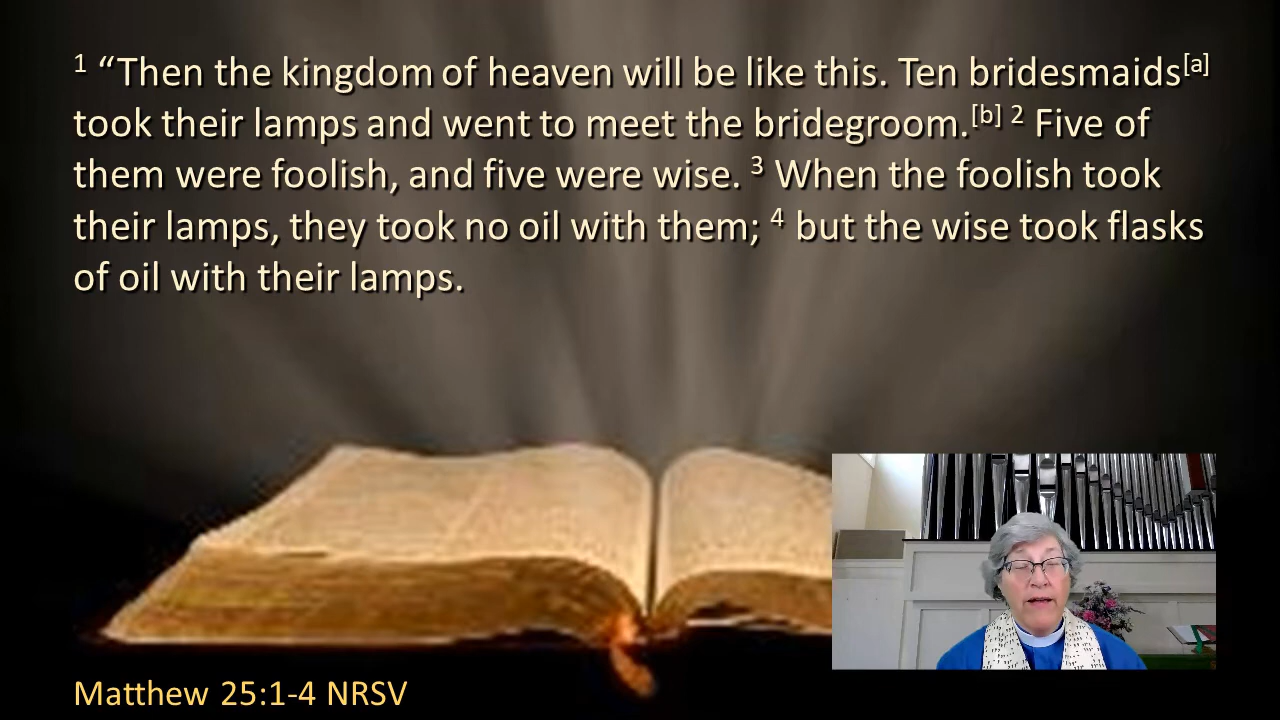 1 “Then the kingdom of heaven will be like this. Ten bridesmaids[a]
took their lamps and went to meet the bridegroom.[b] 2 Five of
them were foolish, and five were wise. 3 When the foolish took
their lamps, they took no oil with them; 4 but the wise took flasks
of oil with their lamps.
Matthew 25:1-4 NRSV